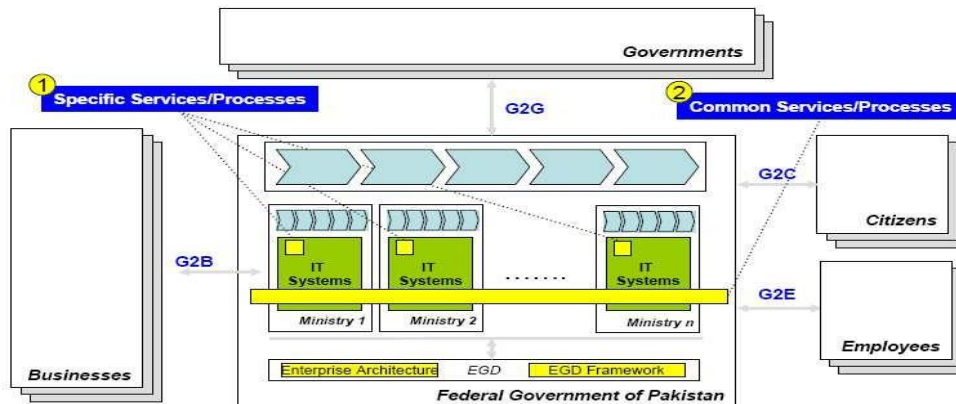 Governments
1
Specific Services/Processes
G2G
2
Common Services/Processes
G2C
Citizens
G2B
IT
Systems
IT
Systems
.......
IT
Systems
G2E
Ministry 1
Ministry 2
Ministry n
Employees
Businesses
Enterprise Architecture EGD EGD Framework
Federal Government of Pakistan